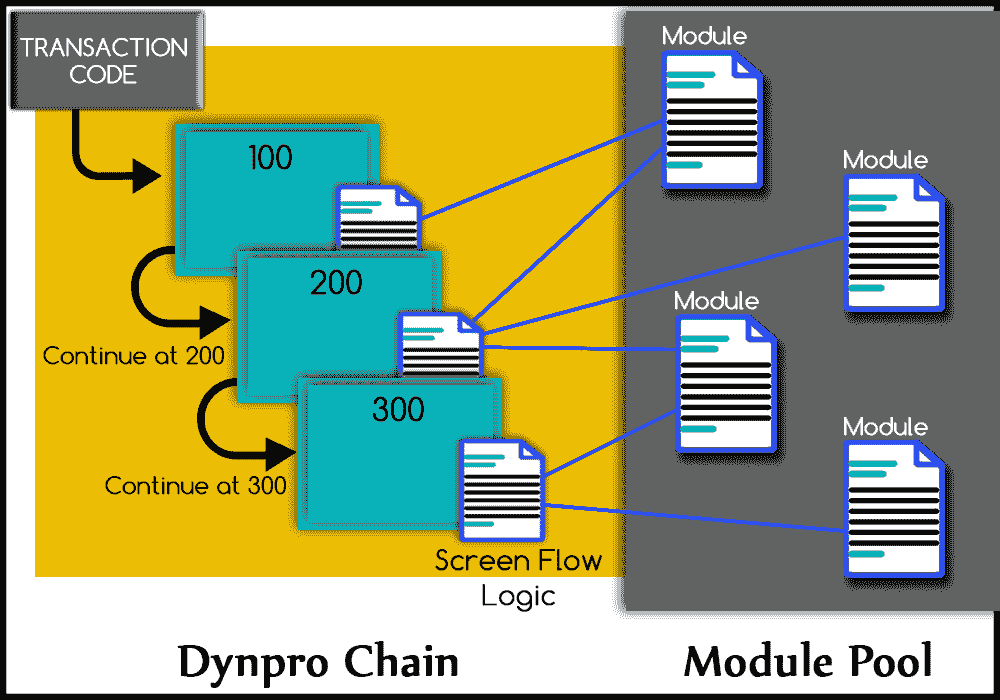 TRANSACTION
CODE
100
200
Continue at 200
300
Continue at 300
Screen Flow
Logic
Module
Module
Module
Module
Dynpro Chain
Module Pool